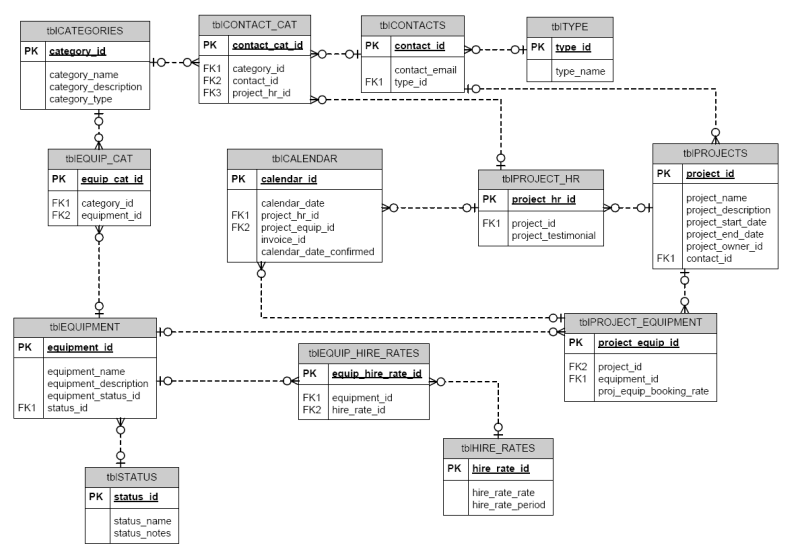 tblCATEGORIES
PK category_id
category_name
category_description
category_type
tblCONTACT_CAT
PK contact_cat_id
FK1 category_id
FK2 contact_id
FK3 project_hr_id
tblCONTACTS
PK contact_id
contact_email
FK1 type_id
tblTYPE
PK type_id
type_name
tblEQUIP_CAT
PK equip_cat_id
FK1 category_id
FK2 equipment_id
tblCALENDAR
PK calendar_id
calendar_date
FK1 project_hr_id
FK2 project_equip_id
invoice_id
calendar_date_confirmed
tblPROJECT_HR
PK project_hr_id
FK1 project_id
project_testimonial
tblPROJECTS
PK project_id
project_name
project_description
project_start_date
project_end_date
project_owner_id
FK1 contact_id
tblEQUIPMENT
PK equipment_id
equipment_name
equipment_description
equipment_status_id
FK1 status_id
tblEQUIP_HIRE_RATES
PK equip_hire_rate_id
FK1 equipment_id
FK2 hire_rate_id
tblPROJECT_EQUIPMENT
PK project_equip_id
FK2 project_id
FK1 equipment_id
proj_equip_booking_rate
tblHIRE_RATES
PK hire_rate_id
hire_rate_rate
hire_rate_period
tblSTATUS
PK status_id
status_name
status_notes